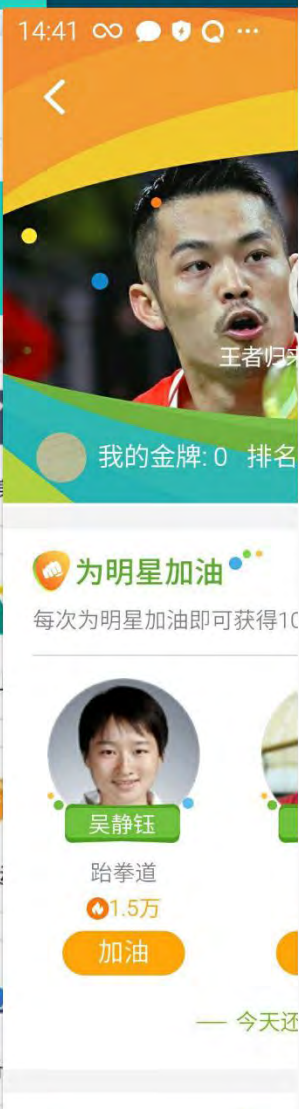 14:41
王者归来
我的金牌: 0 排名
为明星加油
每次为明星加油即可获得10
吴静钰
跆拳道
1.5万
加油
今天还